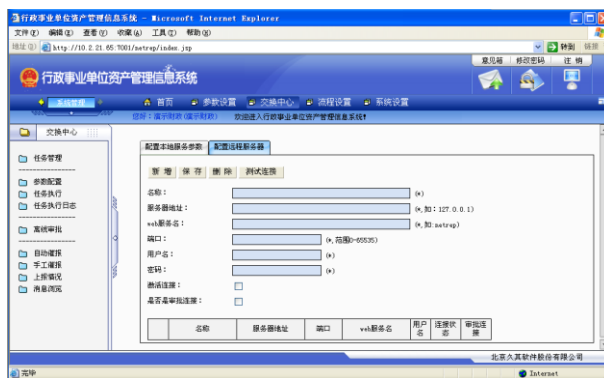 行政事业单位资产管理信息系统 - Microsoft Internet Explorer
文件(F) 编辑(E) 查看(V) 收藏(A) 工具(T) 帮助(H)
地址(D) http://10.2.21.65:7001/netrep/index.jsp 转到 链接
行政事业单位资产管理信息系统
意见箱 修改密码 注 销
系统管理 首页 参数设置 交换中心 流程设置 系统设置
欢迎进入行政事业单位资产管理信息系统!
交换中心
任务管理
参数配置
任务执行
任务执行日志
离线审批
自动催报
手工催报
上报情况
消息浏览
配置本地服务参数 配置远程服务器
新 增 保 存 删 除 测试连接
名称: (*)
服务器地址: (*,如: 127.0.0.1)
web服务名: (*,如:netrep)
端口: (*,范围0-65535)
用户名: (*)
密码: (*)
激活连接:
是否是审批连接:
名称 服务器地址 端口 web服务名 用户名 连接状态 审批连接
北京久其软件股份有限公司
完毕 Internet